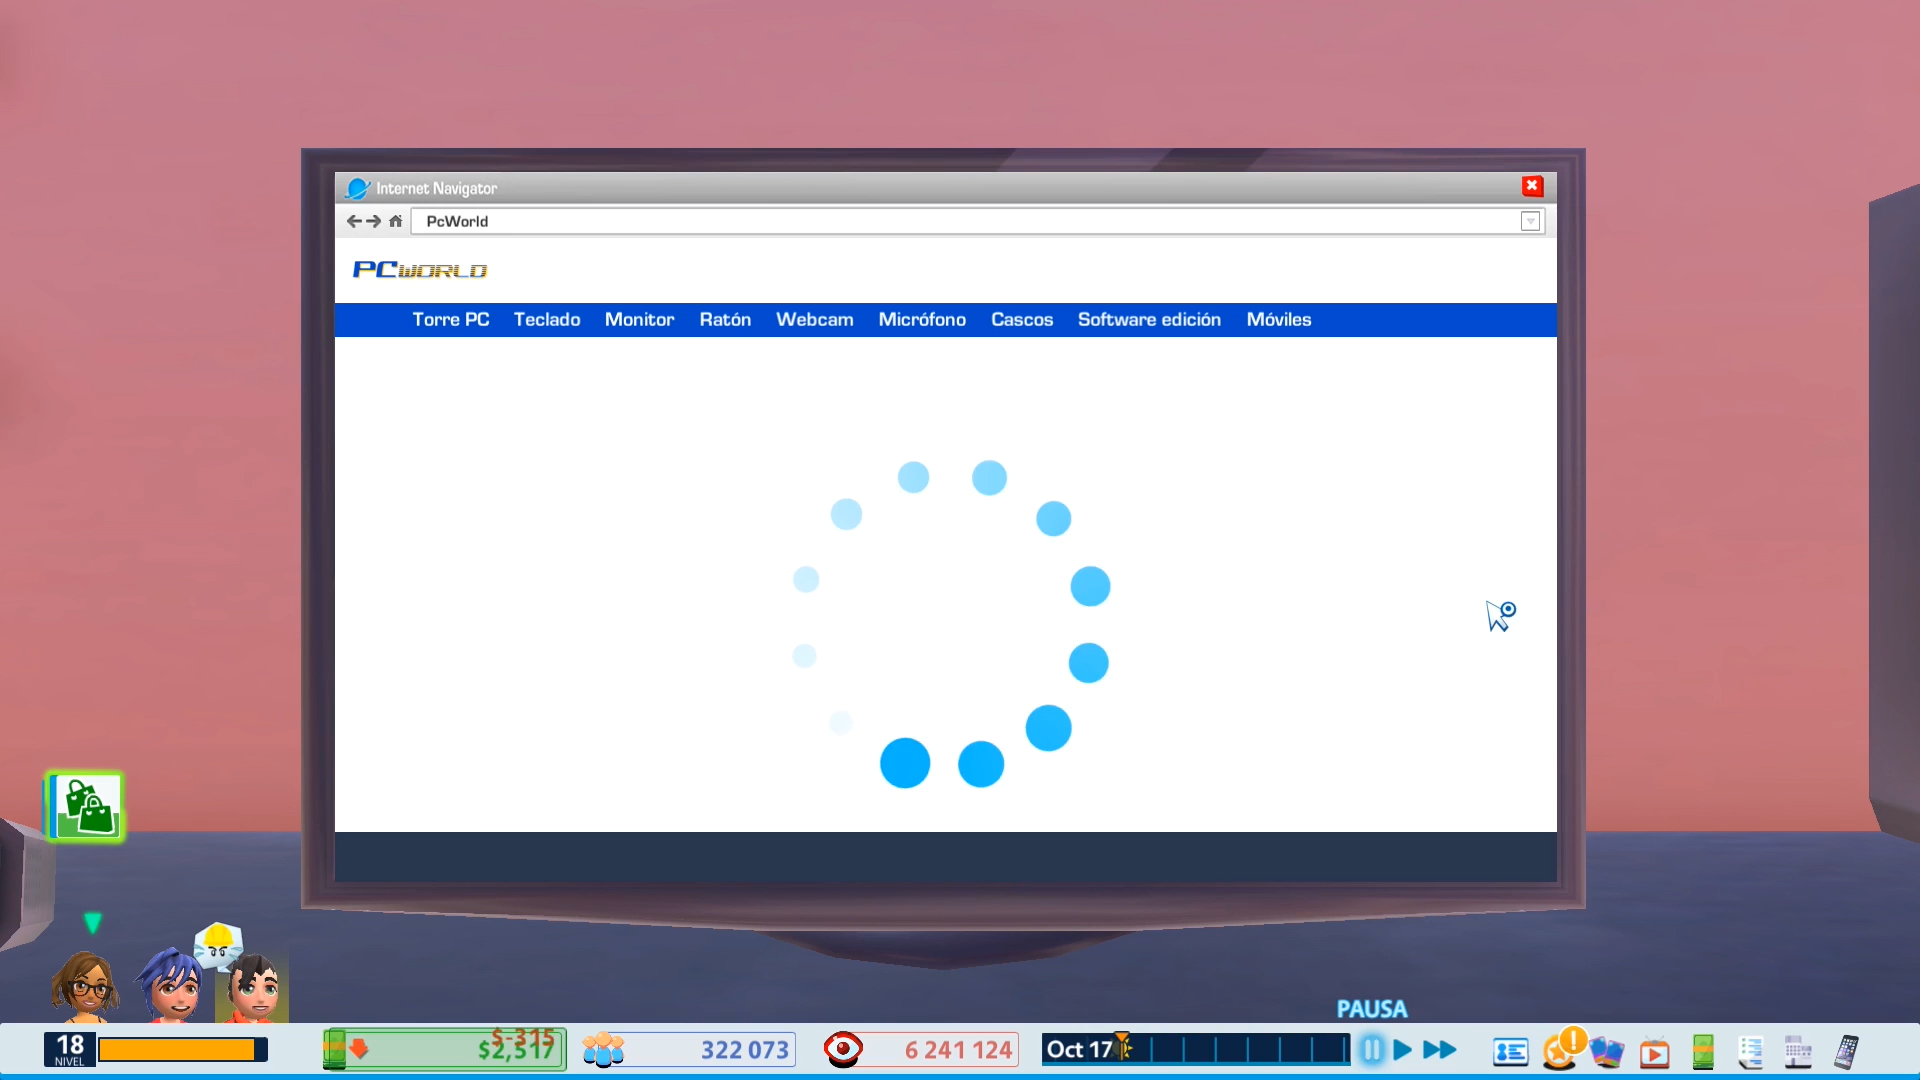 Internet Navigator
PcWorld
PCWORLD
Torre PC Teclado Monitor Ratón Webcam Micrófono Cascos Software edición Móviles
PAUSA
18
NIVEL
$-315
$2,517
322 073
6 241 124
Oct 17